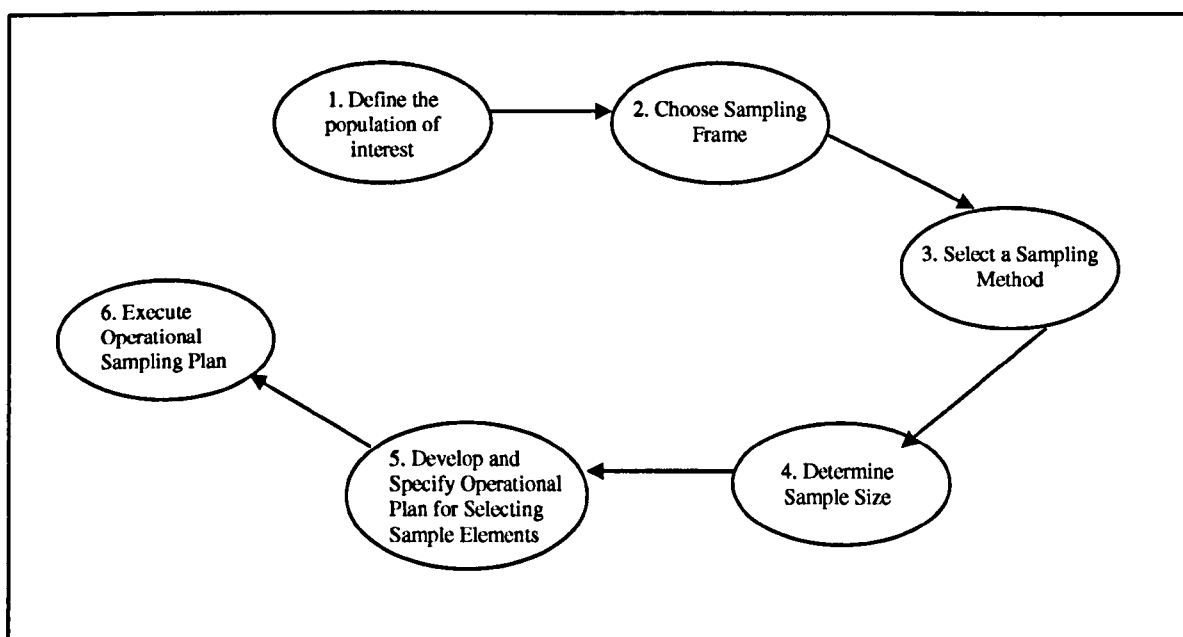 1. Define the
population of
interest
2. Choose Sampling
Frame
3. Select a Sampling
Method
4. Determine
Sample Size
5. Develop and
Specify Operational
Plan for Selecting
Sample Elements
6. Execute
Operational
Sampling Plan